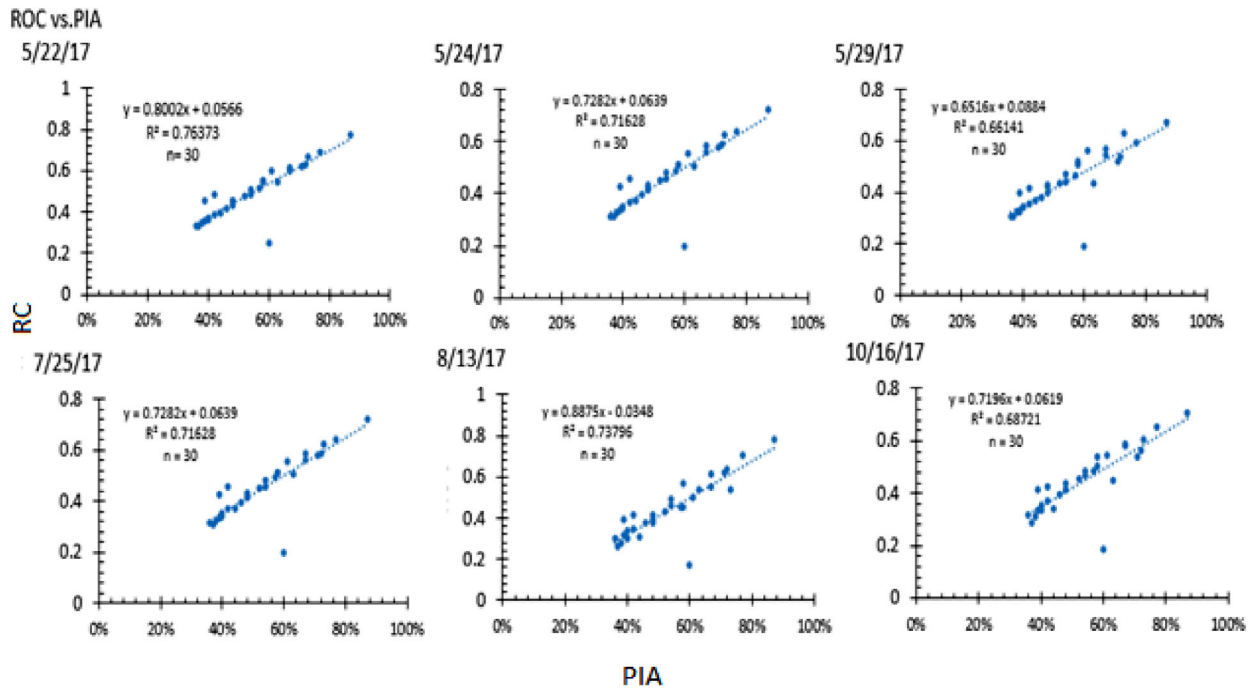 ROC vs.PIA
5/22/17
5/24/17
5/29/17
y = 0.8002x + 0.0566
R² = 0.76373
n= 30
1
0.8
0.6
0.4
0.2
0
0% 20% 40% 60% 80% 100%
y = 0.7282x + 0.0639
R² = 0.71628
n = 30
0.8
0.6
0.4
0.2
0
0% 20% 40% 60% 80% 100%
y = 0.6516x + 0.0884
R² = 0.66141
n = 30
0.8
0.6
0.4
0.2
0
0% 20% 40% 60% 80% 100%
RC
7/25/17
8/13/17
10/16/17
y = 0.7282x + 0.0639
R² = 0.71628
n = 30
0.8
0.6
0.4
0.2
0
0% 20% 40% 60% 80% 100%
y = 0.8875x - 0.0348
R² = 0.73796
n = 30
1
0.8
0.6
0.4
0.2
0
0% 20% 40% 60% 80% 100%
y = 0.7196x + 0.0619
R² = 0.68721
n = 30
0.8
0.6
0.4
0.2
0
0% 20% 40% 60% 80% 100%
PIA